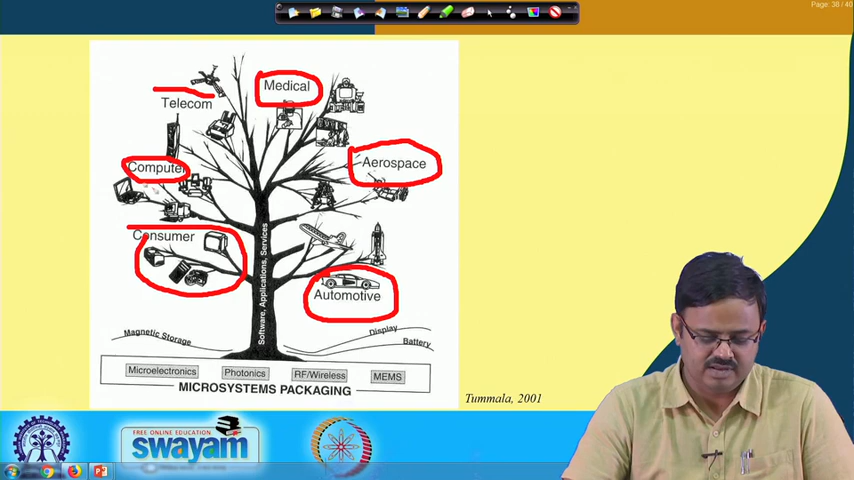 Page: 38 / 40
Telecom
Medical
Computer
Aerospace
Consumer
Automotive
Software, Applications, Services
Magnetic Storage
Display
Battery
Microelectronics
Photonics
RF/Wireless
MEMS
MICROSYSTEMS PACKAGING
Tummala, 2001
FREE ONLINE EDUCATION
swayam